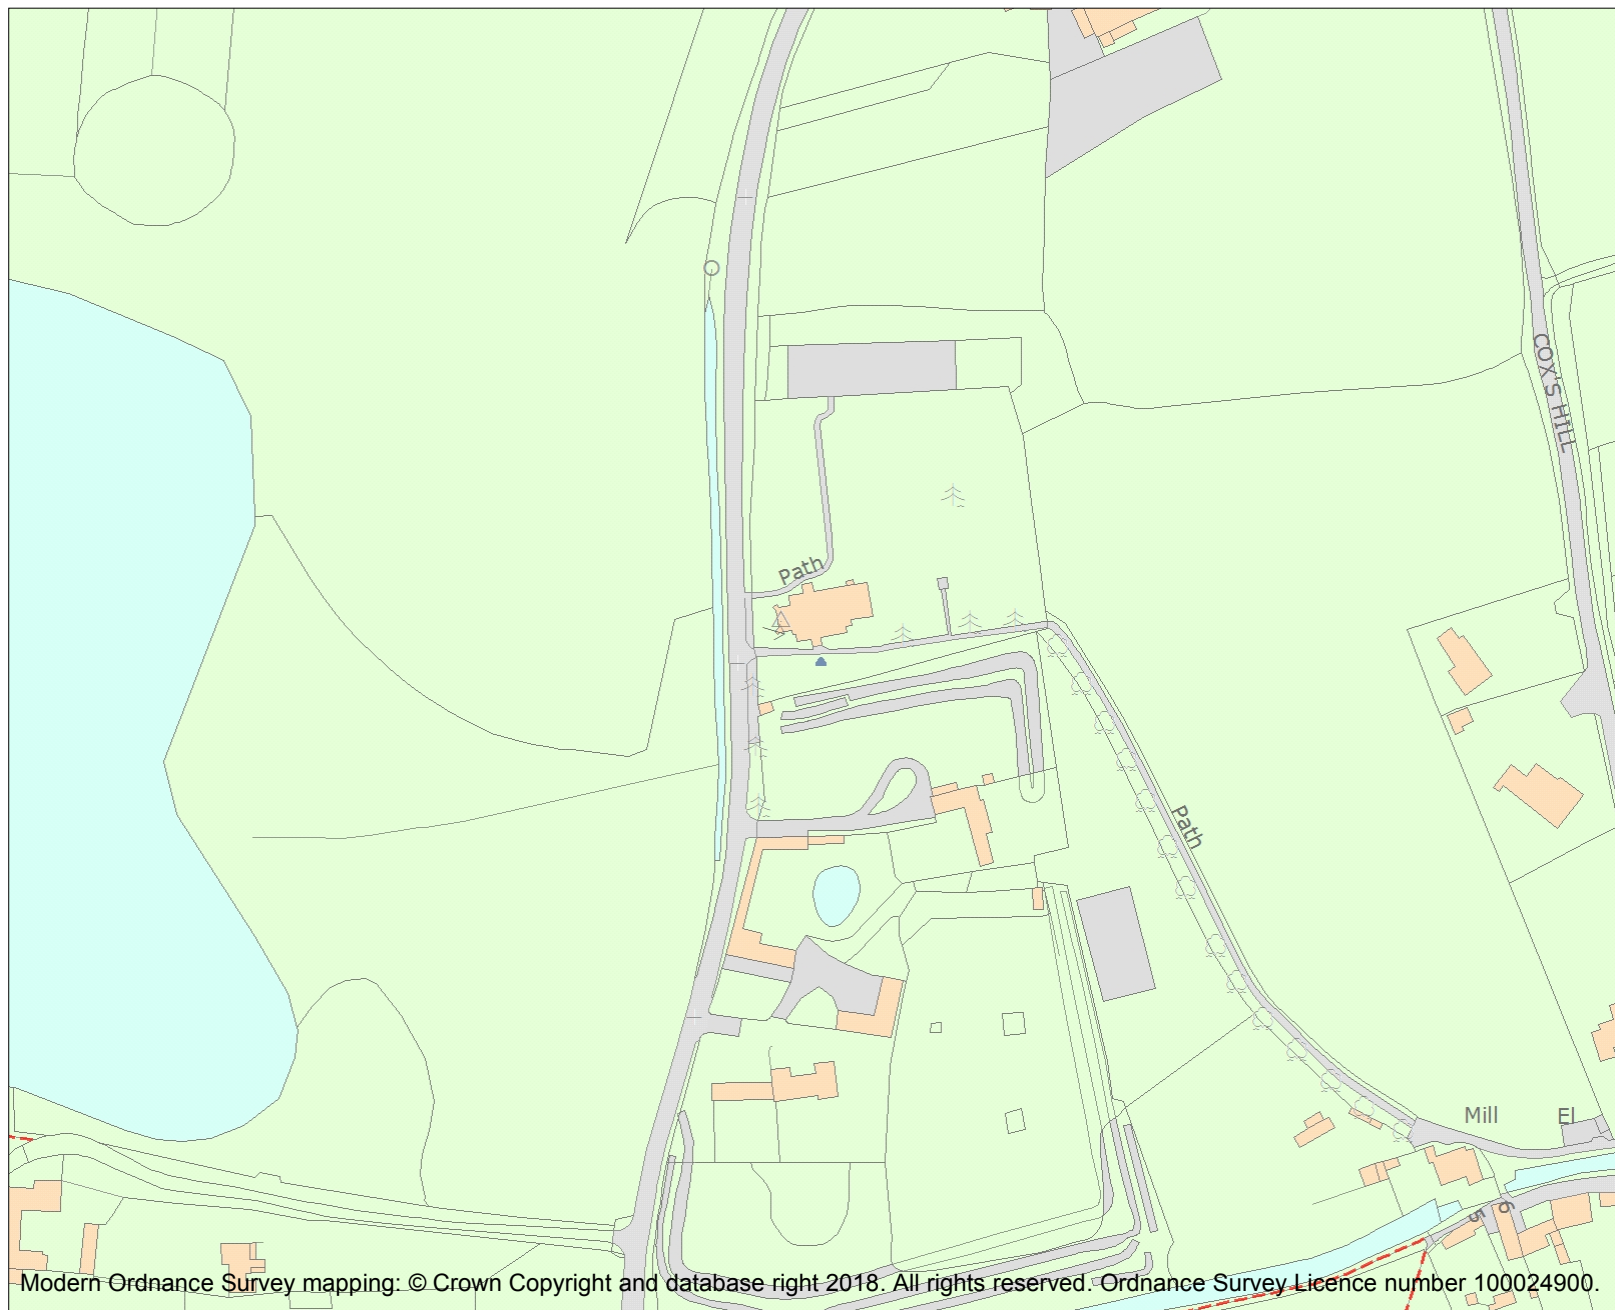 COX'S HILL
Path
Path
Mill
El
6
5
Modern Ordnance Survey mapping: © Crown Copyright and database right 2018. All rights reserved. Ordnance Survey Licence number 100024900.